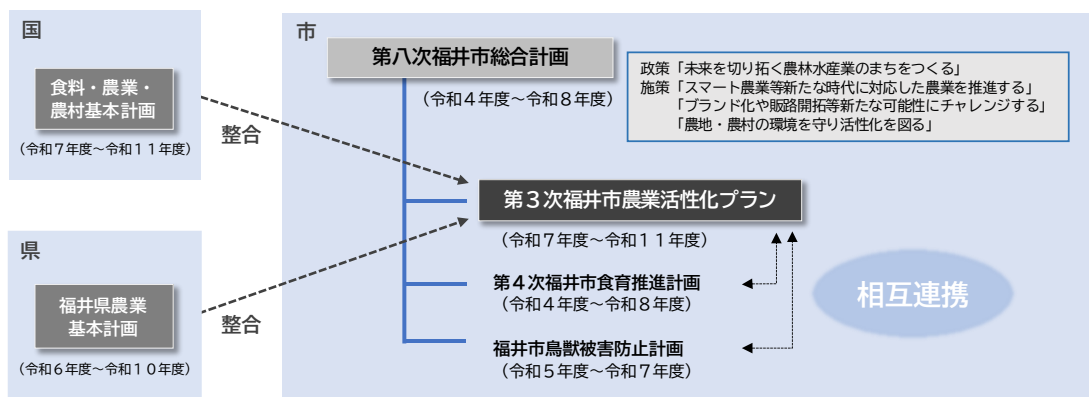 国
食料・農業・
農村基本計画
（令和７年度～令和１１年度）
整合
県
福井県農業
基本計画
（令和６年度～令和１０年度）
整合
市
第八次福井市総合計画
（令和４年度～令和８年度）
政策「未来を切り拓く農林水産業のまちをつくる」
施策「スマート農業等新たな時代に対応した農業を推進する」
「ブランド化や販路開拓等新たな可能性にチャレンジする」
「農地・農村の環境を守り活性化を図る」
第３次福井市農業活性化プラン
（令和７年度～令和１１年度）
第４次福井市食育推進計画
（令和４年度～令和８年度）
福井市鳥獣被害防止計画
（令和５年度～令和７年度）
相互連携